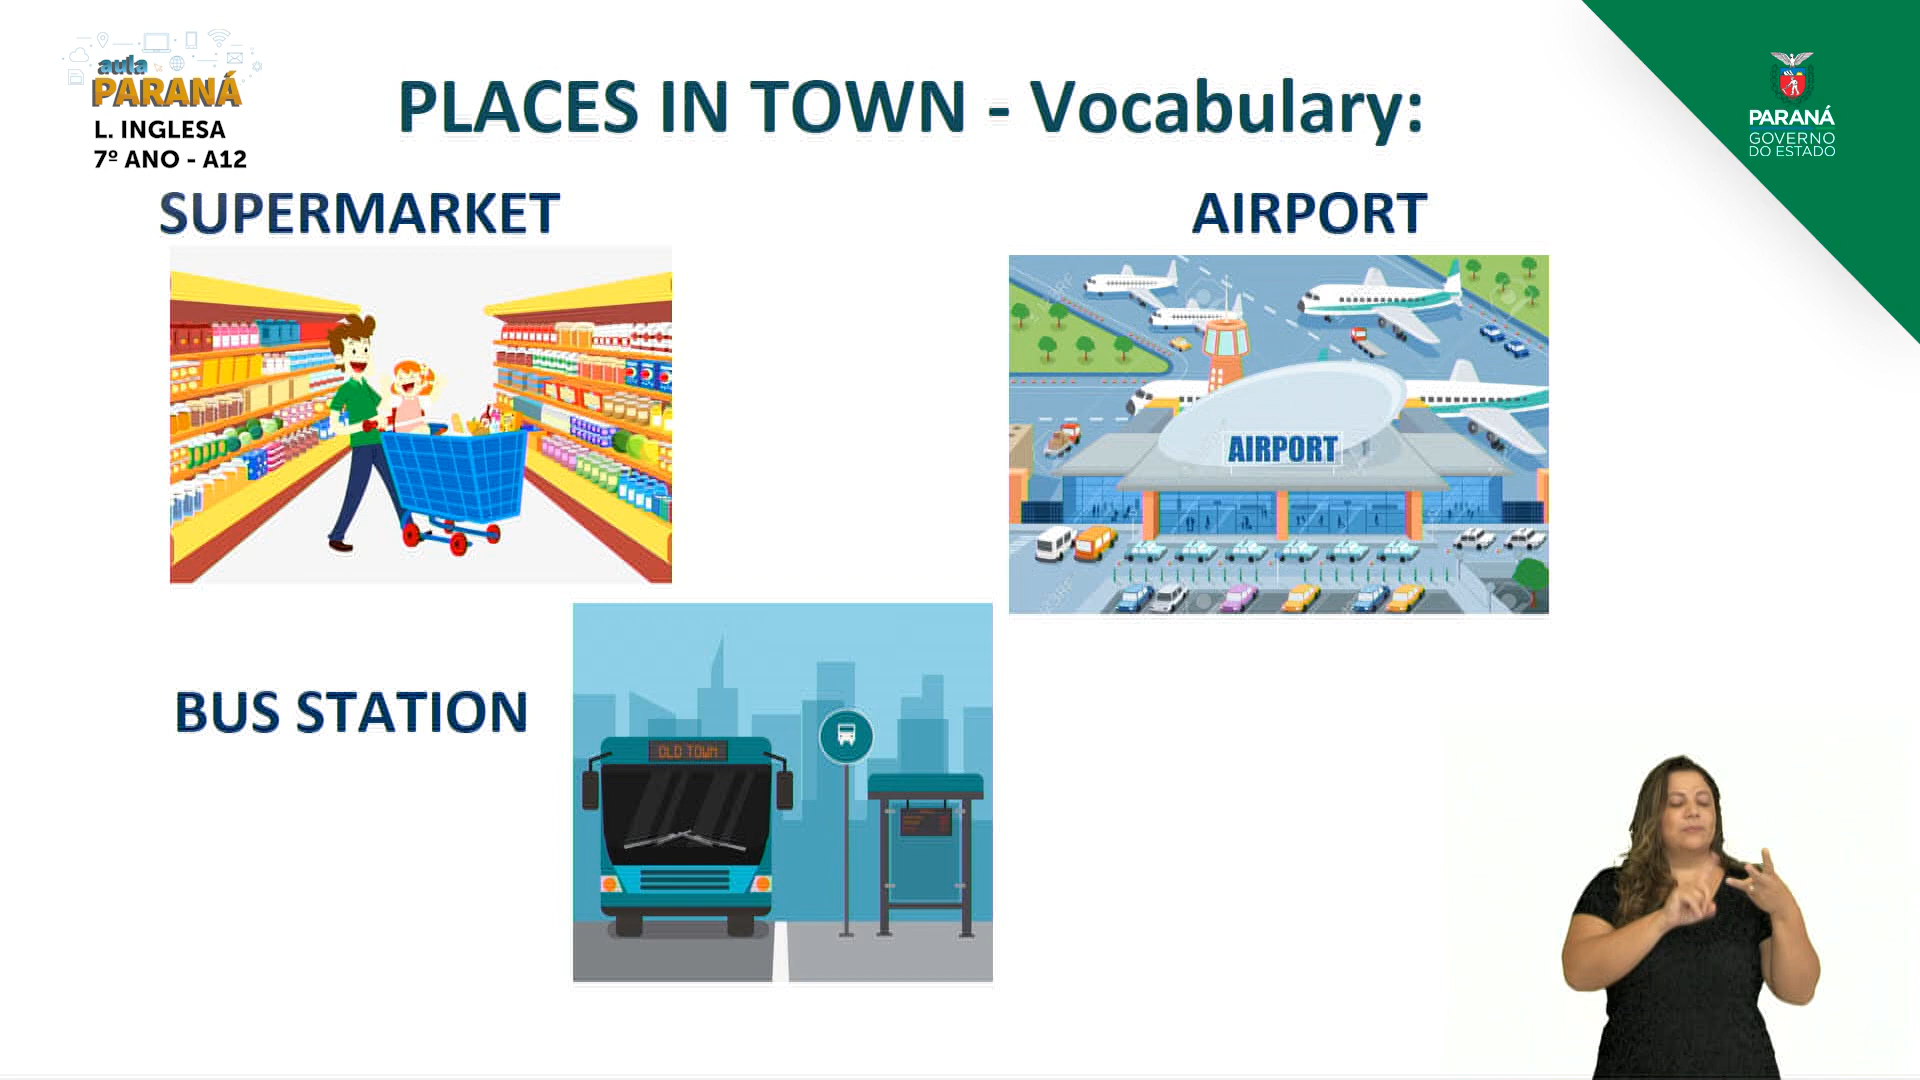 aula
PARANÁ
L. INGLESA
7º ANO - A12
PLACES IN TOWN - Vocabulary:
PARANÁ
GOVERNO
DO ESTADO
SUPERMARKET
AIRPORT
AIRPORT
BUS STATION
OLD TOWN